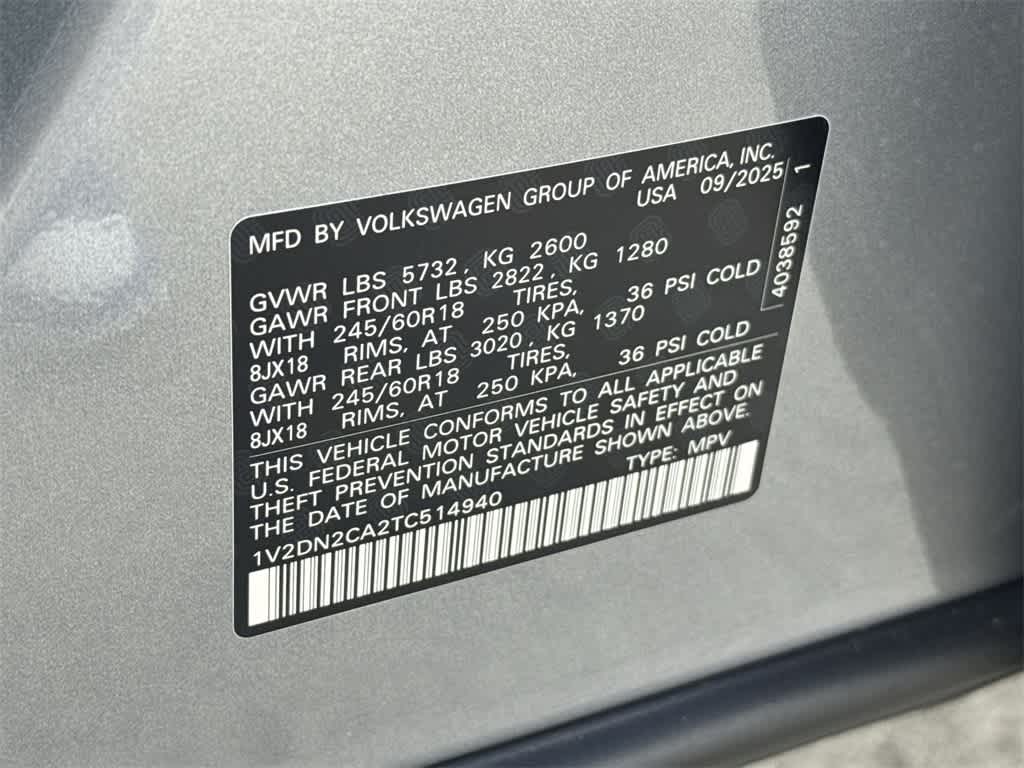 MFD BY VOLKSWAGEN GROUP OF AMERICA, INC.
USA 09/2025
GVWR LBS 5732, KG 2600
GAWR FRONT LBS 2822, KG 1280
WITH 245/60R18 TIRES,
8JX18 RIMS, AT 250 KPA, 36 PSI COLD
GAWR REAR LBS 3020, KG 1370
WITH 245/60R18 TIRES,
8JX18 RIMS, AT 250 KPA, 36 PSI COLD
THIS VEHICLE CONFORMS TO ALL APPLICABLE
U.S. FEDERAL MOTOR VEHICLE SAFETY AND
THEFT PREVENTION STANDARDS IN EFFECT ON
THE DATE OF MANUFACTURE SHOWN ABOVE.
TYPE: MPV
1V2DN2CA2TC514940
4038592 1